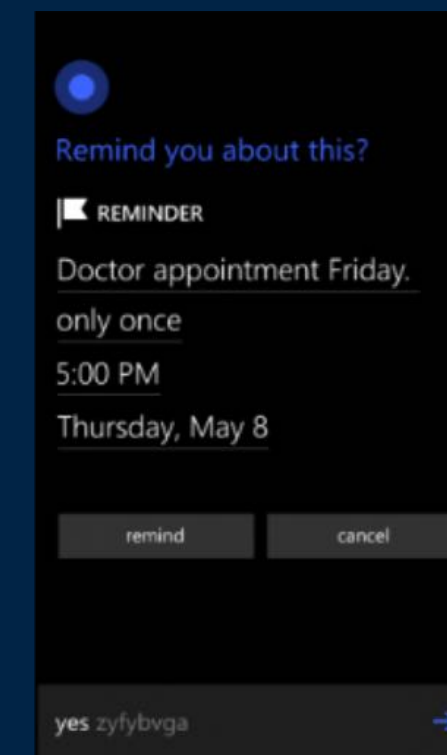 Remind you about this?
REMINDER
Doctor appointment Friday.
only once
5:00 PM
Thursday, May 8
remind cancel
yes zyfybvga